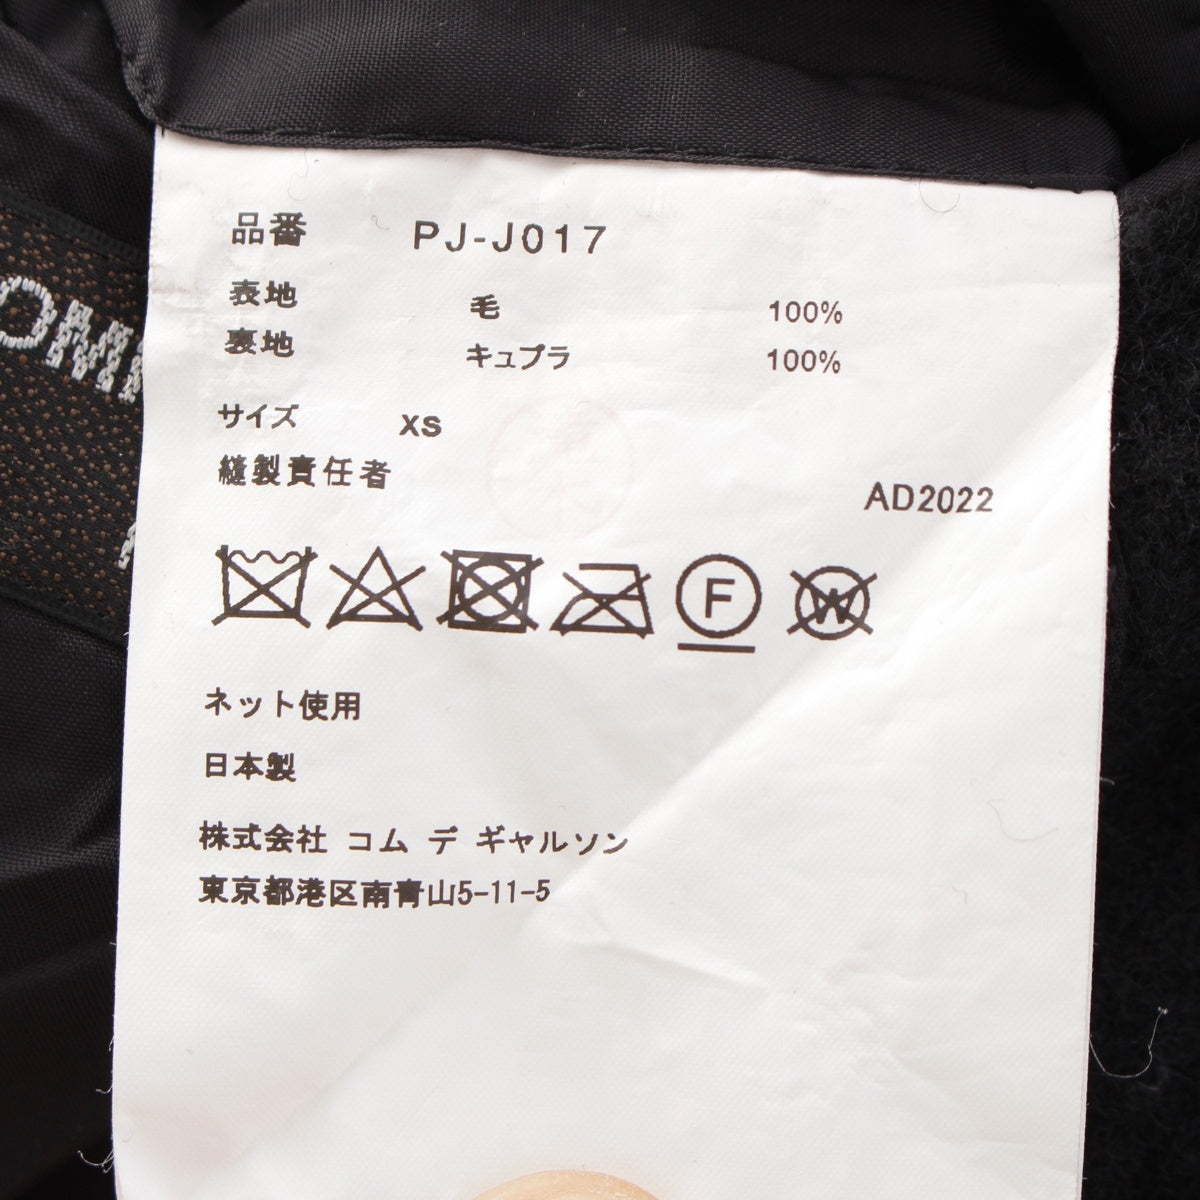 品番 PJ-J017
表地 毛 100%
裏地 キュプラ 100%
サイズ XS
縫製責任者
AD2022
F
W
ネット使用
日本製
株式会社 コム デ ギャルソン
東京都港区南青山5-11-5